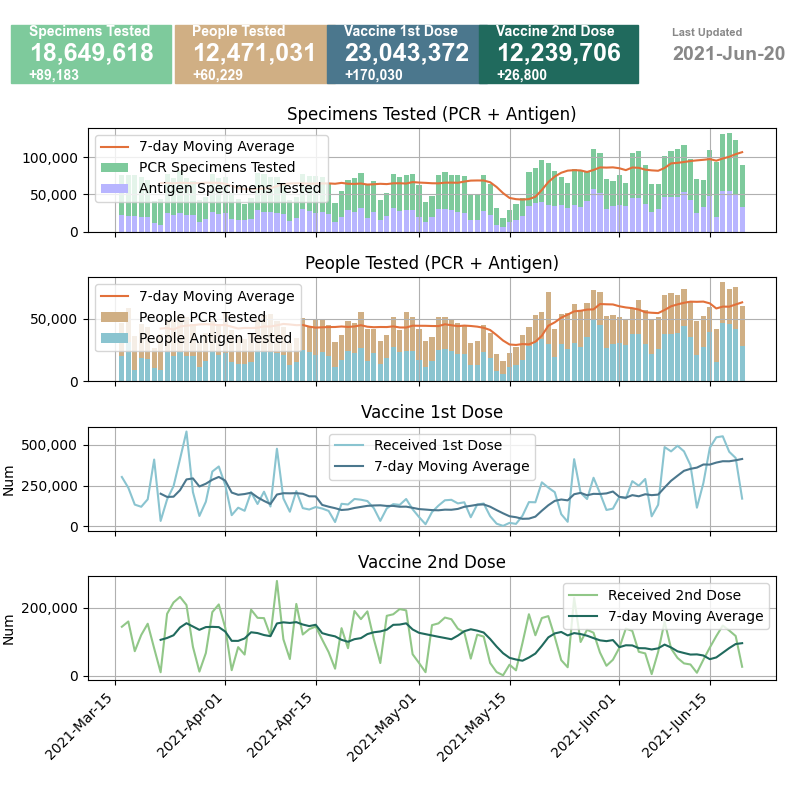 Specimens Tested
18,649,618
+89,183
People Tested
12,471,031
+60,229
Vaccine 1st Dose
23,043,372
+170,030
Vaccine 2nd Dose
12,239,706
+26,800
Last Updated
2021-Jun-20
Specimens Tested (PCR + Antigen)
100,000
50,000
0
7-day Moving Average
PCR Specimens Tested
Antigen Specimens Tested
People Tested (PCR + Antigen)
50,000
0
7-day Moving Average
People PCR Tested
People Antigen Tested
Vaccine 1st Dose
Num
500,000
250,000
0
Received 1st Dose
7-day Moving Average
Vaccine 2nd Dose
Num
200,000
0
Received 2nd Dose
7-day Moving Average
2021-Mar-15
2021-Apr-01
2021-Apr-15
2021-May-01
2021-May-15
2021-Jun-01
2021-Jun-15